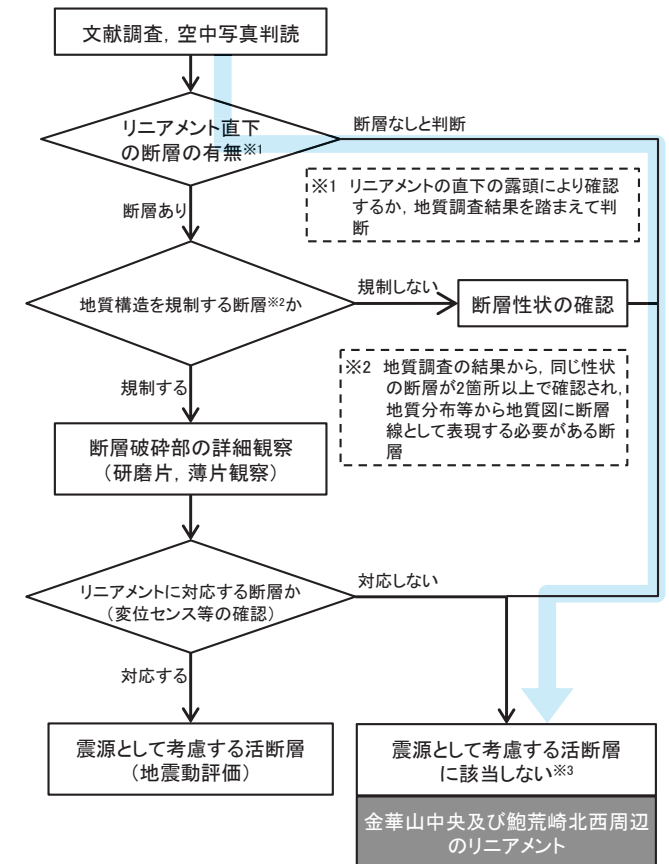 文献調査，空中写真判読
リニアメント直下
の断層の有無※1
断層なしと判断
※1 リニアメントの直下の露頭により確認
するか，地質調査結果を踏まえて判
断
断層あり
地質構造を規制する断層※2か
規制しない
断層性状の確認
※2 地質調査の結果から，同じ性状
の断層が2箇所以上で確認され，
地質分布等から地質図に断層
線として表現する必要がある断
層
規制する
断層破砕部の詳細観察
（研磨片，薄片観察）
リニアメントに対応する断層か
（変位センス等の確認）
対応しない
対応する
震源として考慮する活断層
（地震動評価）
震源として考慮する活断層
に該当しない※3
金華山中央及び鮑荒崎北西周辺
のリニアメント